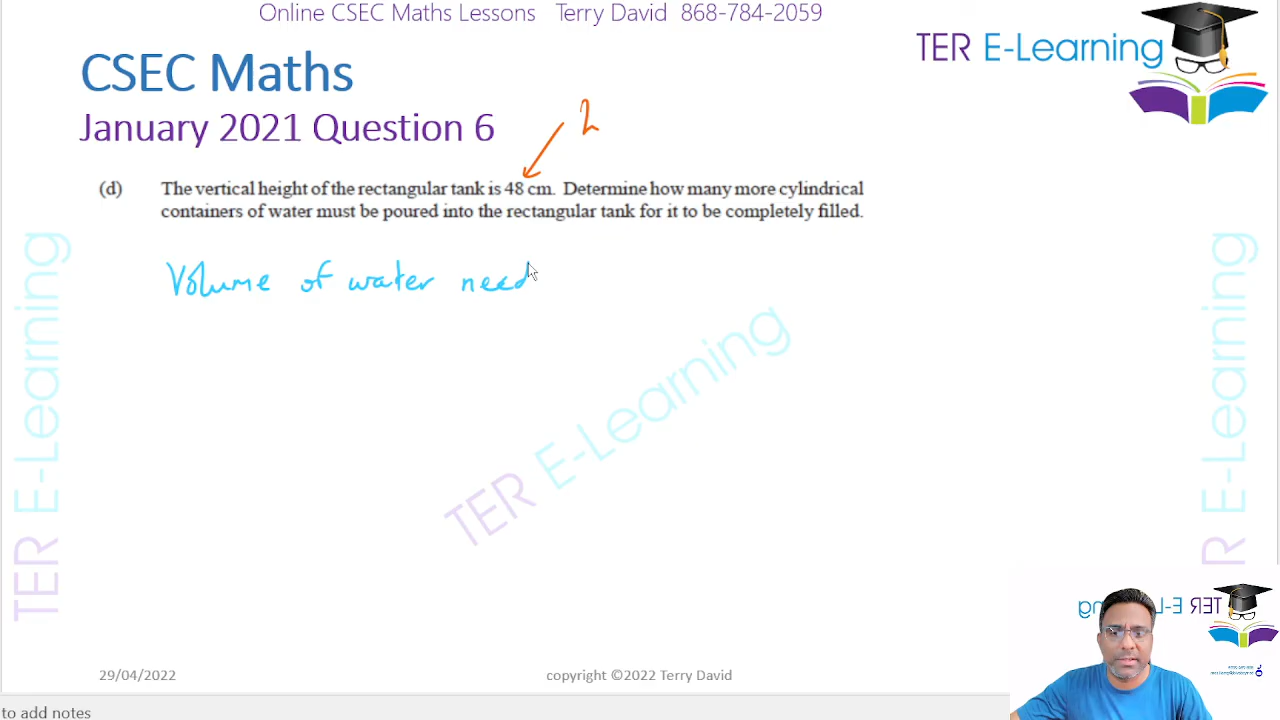 Online CSEC Maths Lessons Terry David 868-784-2059
TER E-Learning
CSEC Maths
January 2021 Question 6
h
(d) The vertical height of the rectangular tank is 48 cm. Determine how many more cylindrical
containers of water must be poured into the rectangular tank for it to be completely filled.
Volume of water need
TER E-Learning
TER E-Learning
TER E-Learning
TER E-Learning
29/04/2022
copyright ©2022 Terry David
to add notes